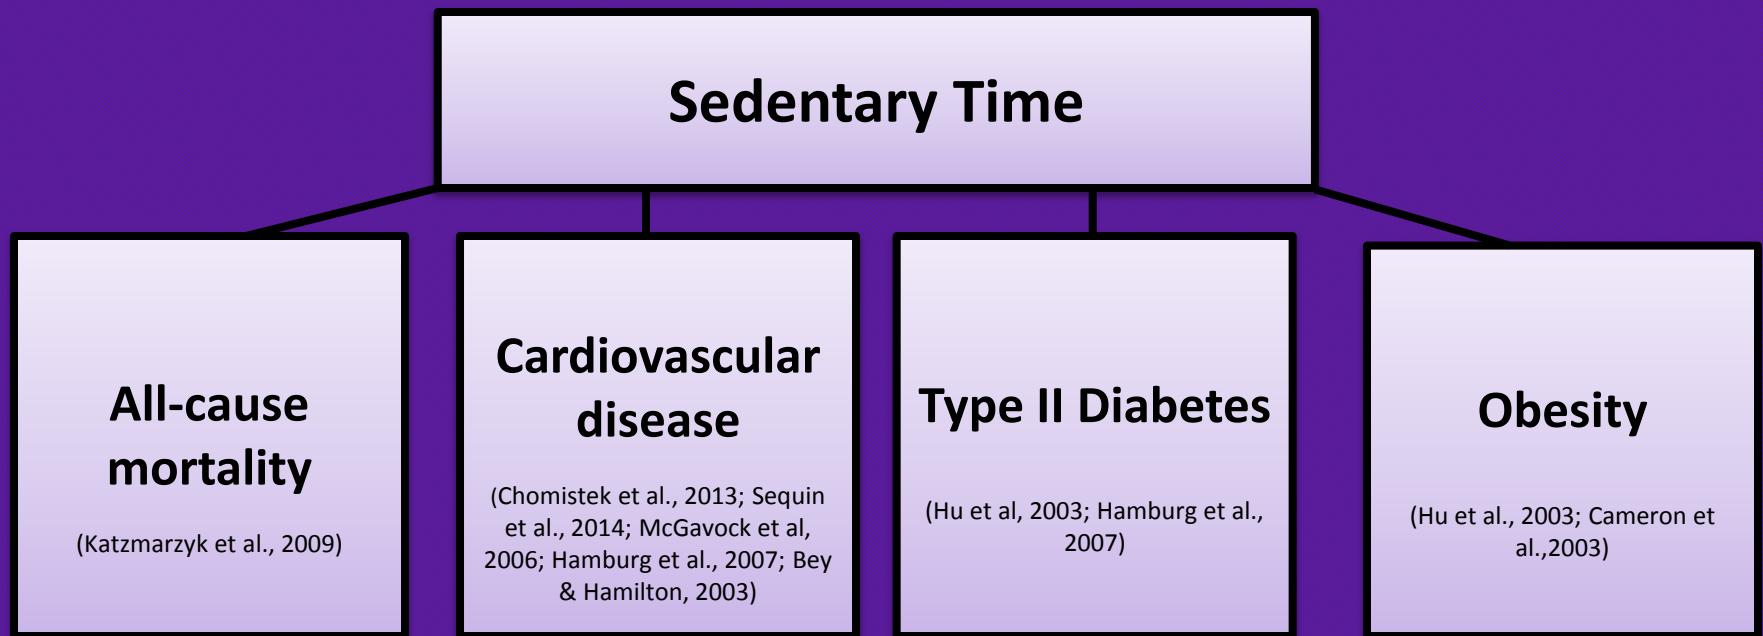 Sedentary Time
All-cause
mortality
(Katzmarzyk et al., 2009)
Cardiovascular
disease
(Chomistek et al., 2013; Sequin
et al., 2014; McGavock et al,
2006; Hamburg et al., 2007; Bey
& Hamilton, 2003)
Type II Diabetes
(Hu et al, 2003; Hamburg et al.,
2007)
Obesity
(Hu et al., 2003; Cameron et
al.,2003)